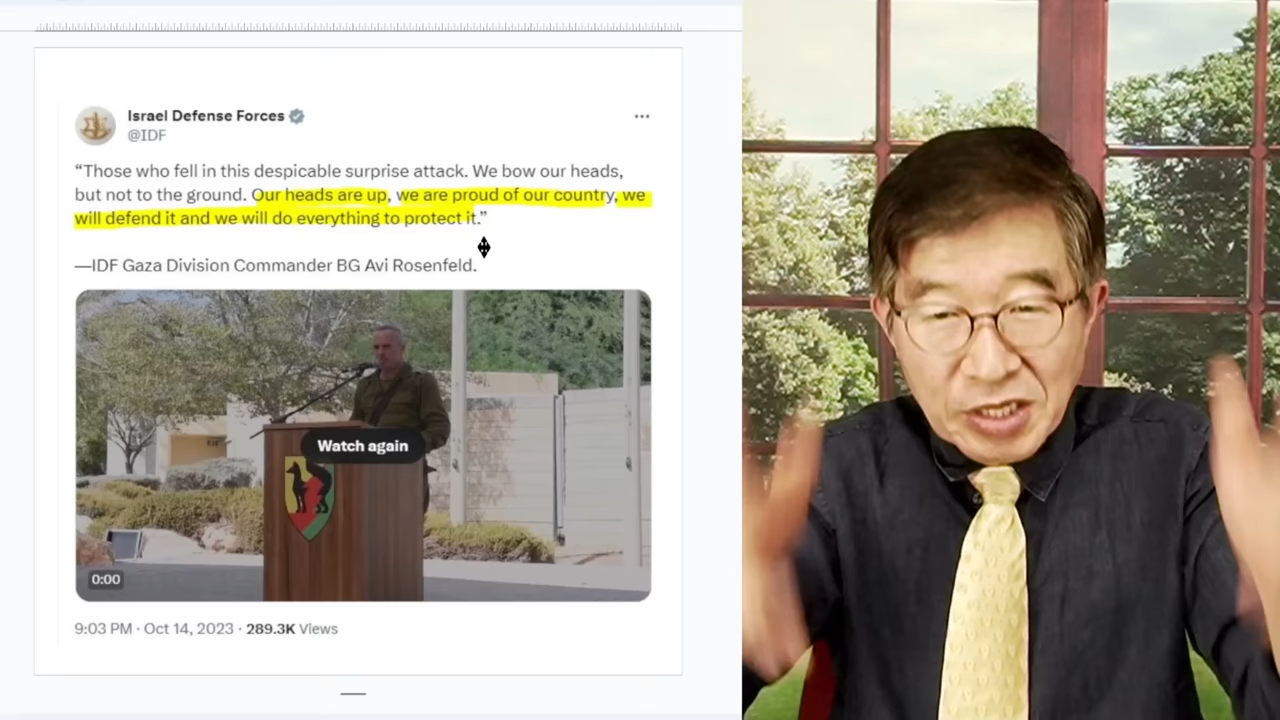 Israel Defense Forces
@IDF
“Those who fell in this despicable surprise attack. We bow our heads,
but not to the ground. Our heads are up, we are proud of our country, we
will defend it and we will do everything to protect it.”
—IDF Gaza Division Commander BG Avi Rosenfeld.
Watch again
0:00
9:03 PM · Oct 14, 2023 · 289.3K Views